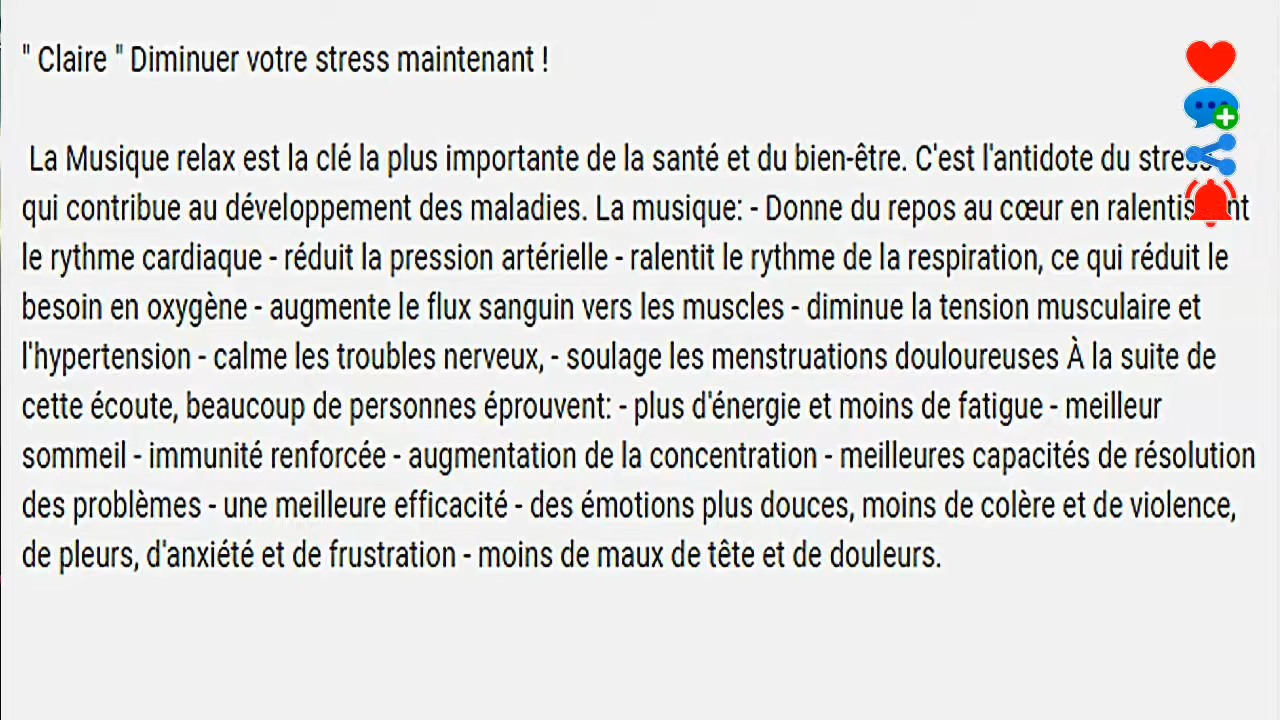 " Claire " Diminuer votre stress maintenant !
La Musique relax est la clé la plus importante de la santé et du bien-être. C'est l'antidote du stress
qui contribue au développement des maladies. La musique: - Donne du repos au cœur en ralentissant
le rythme cardiaque - réduit la pression artérielle - ralentit le rythme de la respiration, ce qui réduit le
besoin en oxygène - augmente le flux sanguin vers les muscles - diminue la tension musculaire et
l'hypertension - calme les troubles nerveux, - soulage les menstruations douloureuses À la suite de
cette écoute, beaucoup de personnes éprouvent: - plus d'énergie et moins de fatigue - meilleur
sommeil - immunité renforcée - augmentation de la concentration - meilleures capacités de résolution
des problèmes - une meilleure efficacité - des émotions plus douces, moins de colère et de violence,
de pleurs, d'anxiété et de frustration - moins de maux de tête et de douleurs.